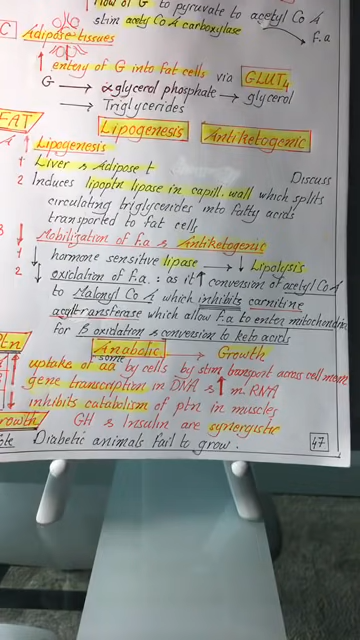 flow of G to pyruvate to acetyl Co A
stim acetyl CoA carboxylase
f.a
C Adipose tissues
↑ entery of G into fat cells via GLUT4
G → α glycerol phosphate → glycerol
→ Triglycerides
FAT Lipogenesis Antiketogenic
A ↑ Lipogenesis
1 Liver & Adipose t Discuss
2 Induces lipoptn lipase in capill. wall which splits
circulating triglycerides into fatty acids
transported to fat cell
B ↓ Mobilization of f.a & Antiketogenic
1 ↓ hormone sensitive lipase → ↓ Lipolysis
2 ↓ oxidation of f.a : as it ↑ conversion of acetyl CoA
to Malonyl Co A which inhibits carnitine
acyltransferase which allow f.a to enter mitochondria
for β oxidation & conversion to keto acids
Ptn Anabolic → Growth
↑ uptake of some aa by cells by stim transport across cell mem
gene transcription in DNA & ↑ m.RNA
↓ inhibits catabolism of ptn in muscles
Growth GH & Insulin are synergistic
Diabetic animals fail to grow.
47